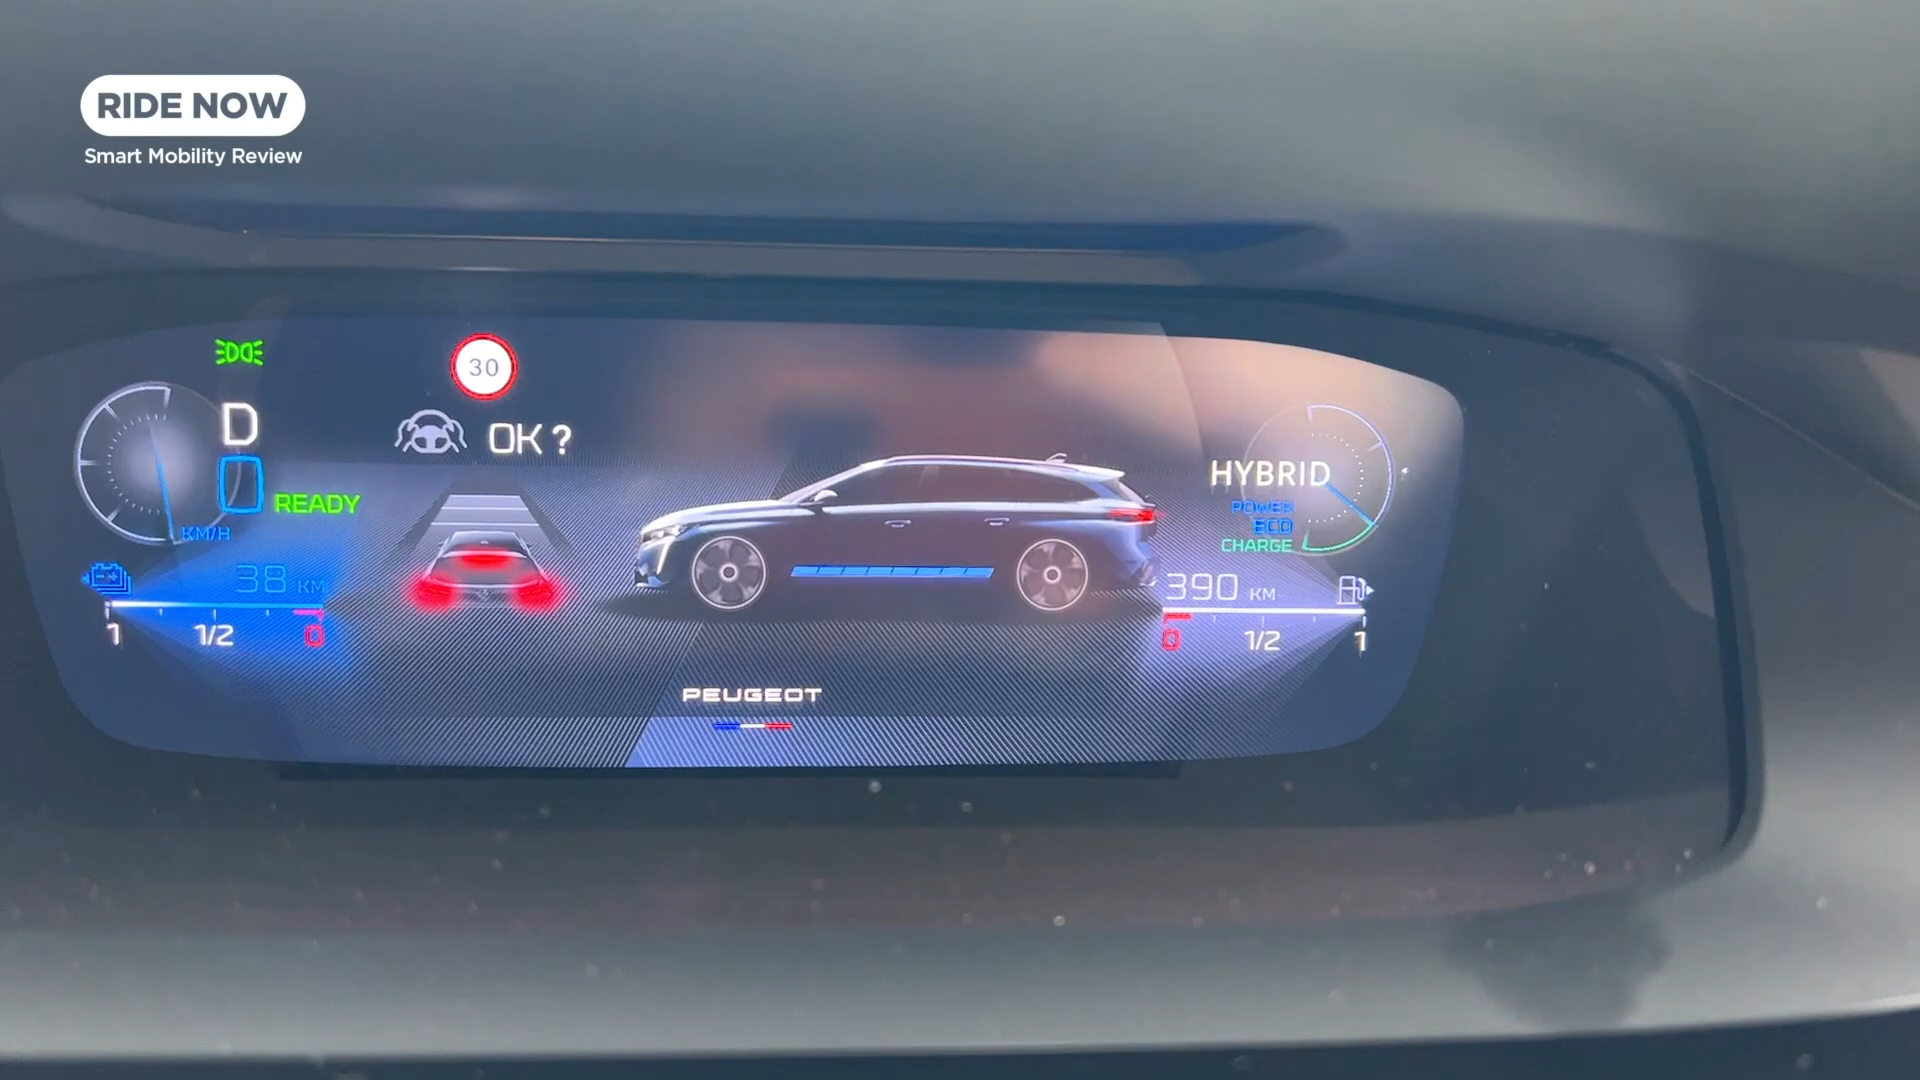 RIDE NOW
Smart Mobility Review
30
D
OK ?
0
READY
KM/H
HYBRID
POWER
ECO
CHARGE
38 KM
390 KM
1 1/2 0
0 1/2 1
PEUGEOT